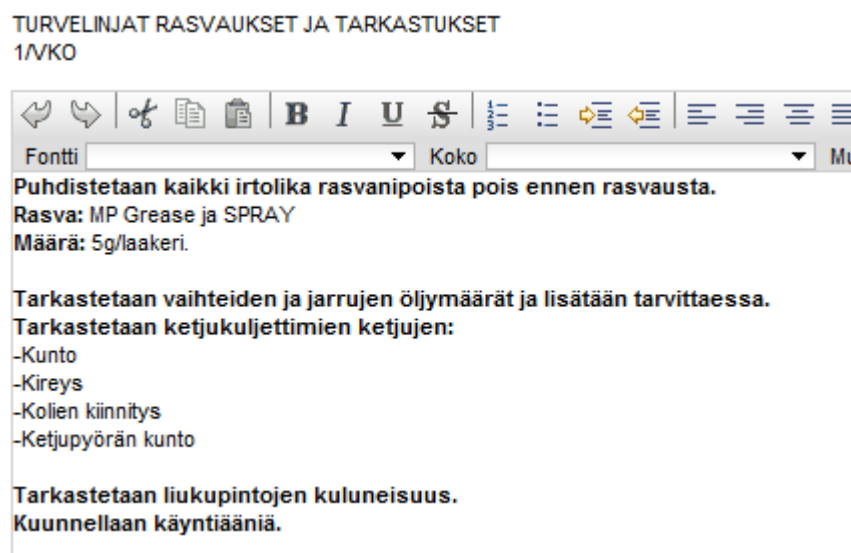 TURVELINJAT RASVAUKSET JA TARKASTUKSET
1/VKO
B I U S
Fontti Koko
Puhdistetaan kaikki irtolika rasvanipoista pois ennen rasvausta.
Rasva: MP Grease ja SPRAY
Määrä: 5g/laakeri.
Tarkastetaan vaihteiden ja jarrujen öljymäärät ja lisätään tarvittaessa.
Tarkastetaan ketjukuljettimien ketjujen:
-Kunto
-Kireys
-Kolien kiinnitys
-Ketjupyörän kunto
Tarkastetaan liukupintojen kuluneisuus.
Kuunnellaan käyntiääniä.